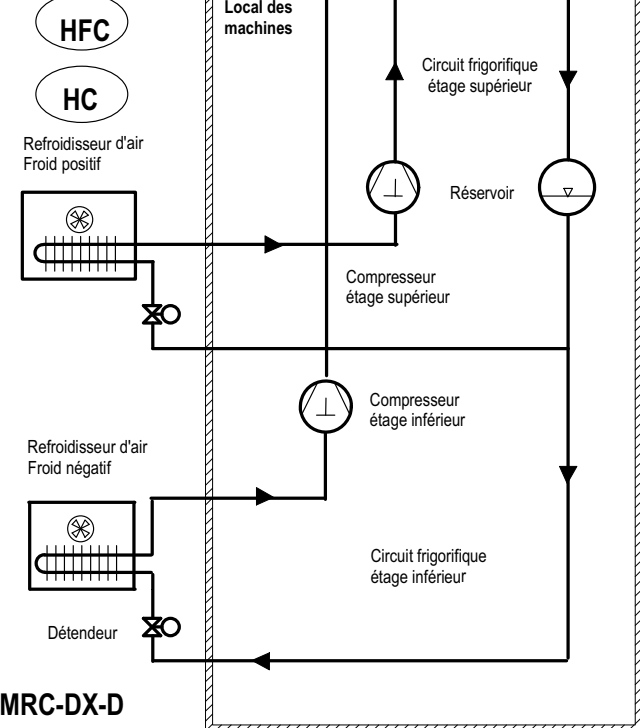 HFC
Local des
machines
HC
Circuit frigorifique
étage supérieur
Refroidisseur d'air
Froid positif
Réservoir
Compresseur
étage supérieur
Compresseur
étage inférieur
Refroidisseur d'air
Froid négatif
Circuit frigorifique
étage inférieur
Détendeur
MRC-DX-D